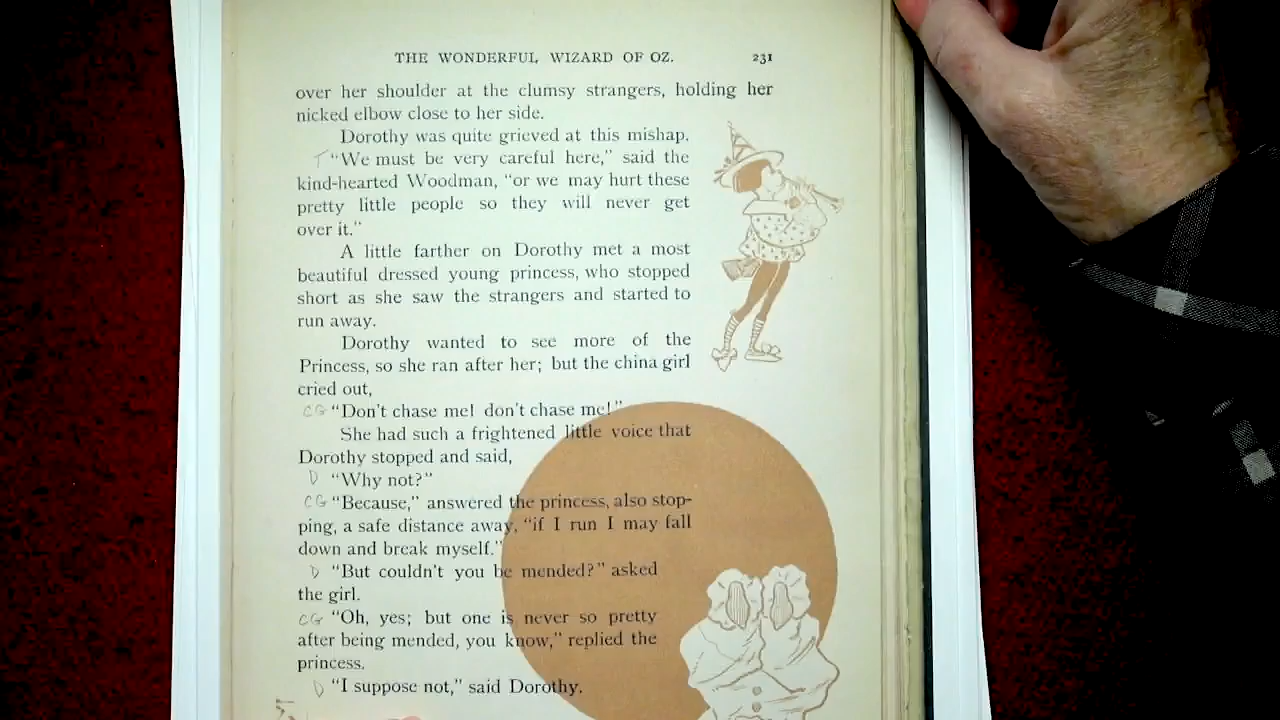 THE WONDERFUL WIZARD OF OZ. 231
over her shoulder at the clumsy strangers, holding her
nicked elbow close to her side.
Dorothy was quite grieved at this mishap.
T "We must be very careful here," said the
kind-hearted Woodman, "or we may hurt these
pretty little people so they will never get
over it."
A little farther on Dorothy met a most
beautiful dressed young princess, who stopped
short as she saw the strangers and started to
run away.
Dorothy wanted to see more of the
Princess, so she ran after her; but the china girl
cried out,
CG "Don't chase me! don't chase me!"
She had such a frightened little voice that
Dorothy stopped and said,
D "Why not?"
CG "Because," answered the princess, also stop-
ping, a safe distance away, "if I run I may fall
down and break myself."
D "But couldn't you be mended?" asked
the girl.
CG "Oh, yes; but one is never so pretty
after being mended, you know," replied the
princess.
D "I suppose not," said Dorothy.